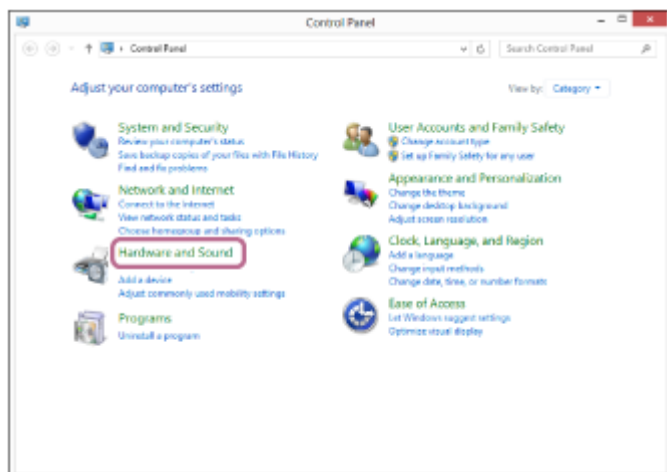 Control Panel
Control Panel
Search Control Panel
Adjust your computer's settings
View by: Category
System and Security
Review your computer's status
Save backup copies of your files with File History
Find and fix problems
Network and Internet
Connect to the Internet
View network status and tasks
Choose homegroup and sharing options
Hardware and Sound
Add a device
Adjust commonly used mobility settings
Programs
Uninstall a program
User Accounts and Family Safety
Change account type
Set up Family Safety for any user
Appearance and Personalization
Change the theme
Change desktop background
Adjust screen resolution
Clock, Language, and Region
Add a language
Change input methods
Change date, time, or number formats
Ease of Access
Let Windows suggest settings
Optimize visual display